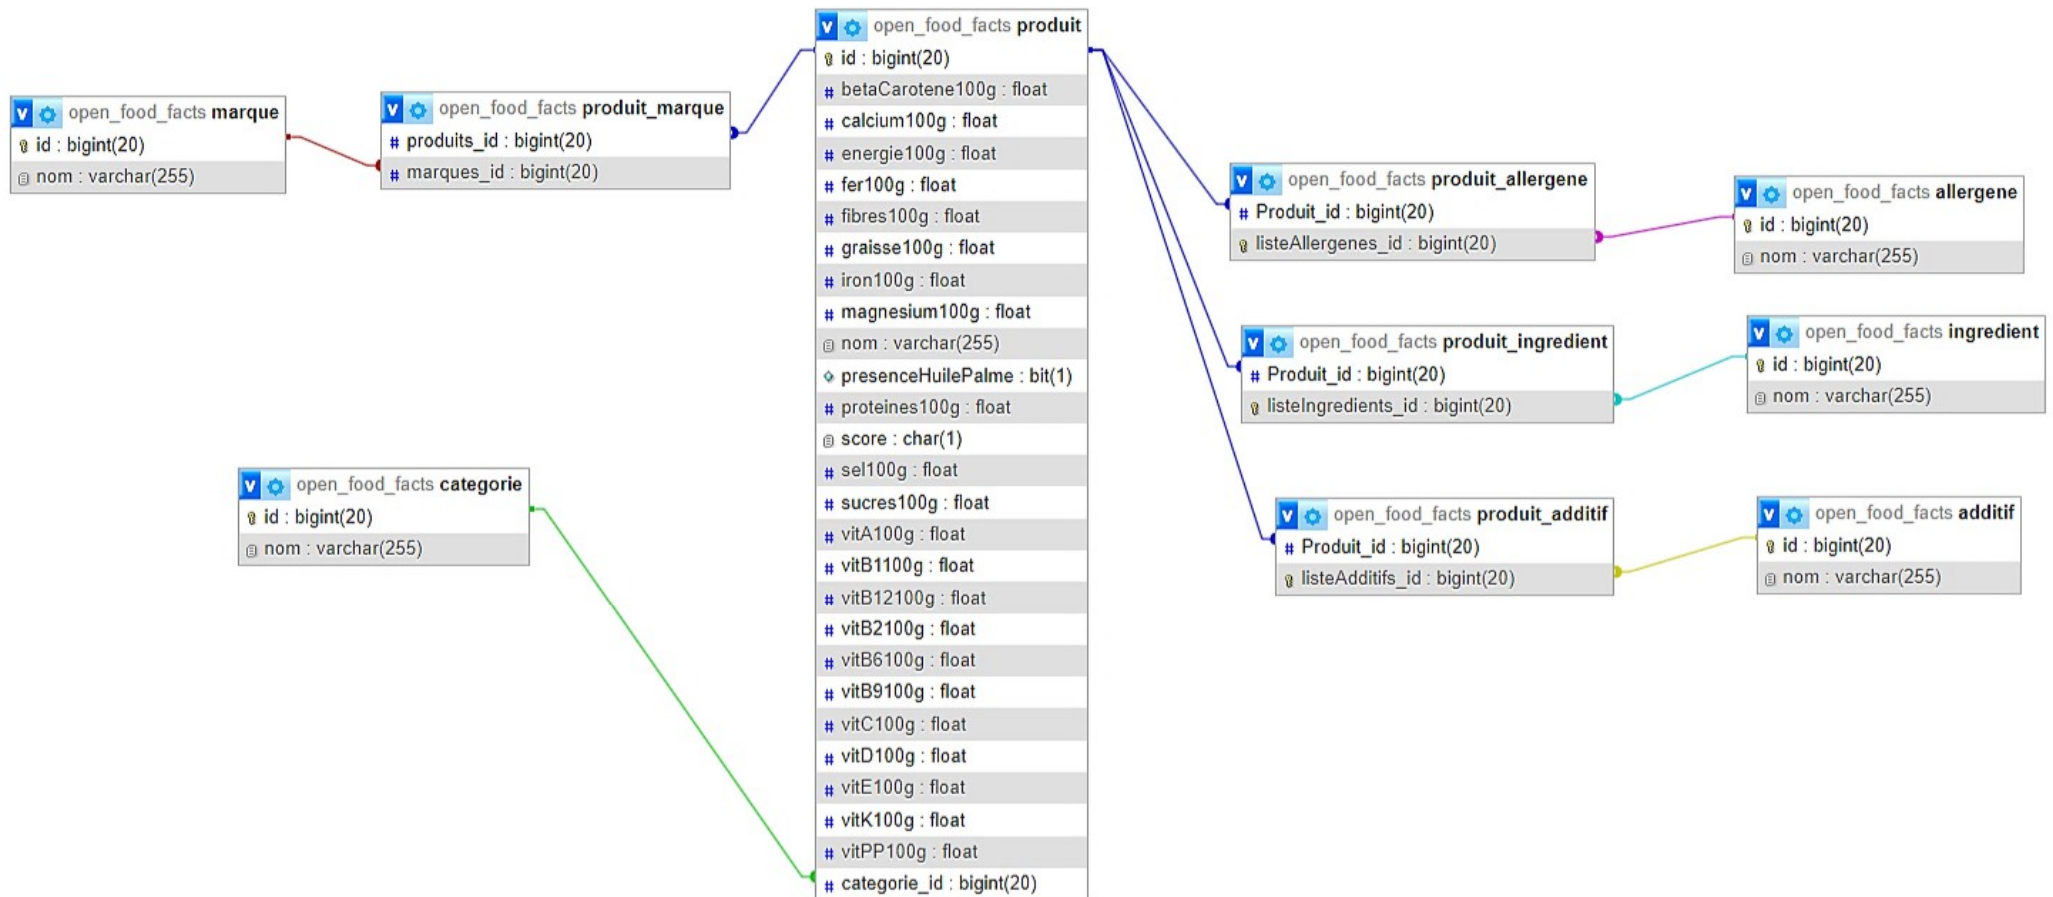 open_food_facts marque
id : bigint(20)
nom : varchar(255)
open_food_facts produit_marque
produits_id : bigint(20)
marques_id : bigint(20)
open_food_facts categorie
id : bigint(20)
nom : varchar(255)
open_food_facts produit
id : bigint(20)
betaCarotene100g : float
calcium100g : float
energie100g : float
fer100g : float
fibres100g : float
graisse100g : float
iron100g : float
magnesium100g : float
nom : varchar(255)
presenceHuilePalme : bit(1)
proteines100g : float
score : char(1)
sel100g : float
sucres100g : float
vitA100g : float
vitB1100g : float
vitB12100g : float
vitB2100g : float
vitB6100g : float
vitB9100g : float
vitC100g : float
vitD100g : float
vitE100g : float
vitK100g : float
vitPP100g : float
categorie_id : bigint(20)
open_food_facts produit_allergene
Produit_id : bigint(20)
listeAllergenes_id : bigint(20)
open_food_facts allergene
id : bigint(20)
nom : varchar(255)
open_food_facts produit_ingredient
Produit_id : bigint(20)
listeIngredients_id : bigint(20)
open_food_facts ingredient
id : bigint(20)
nom : varchar(255)
open_food_facts produit_additif
Produit_id : bigint(20)
listeAdditifs_id : bigint(20)
open_food_facts additif
id : bigint(20)
nom : varchar(255)